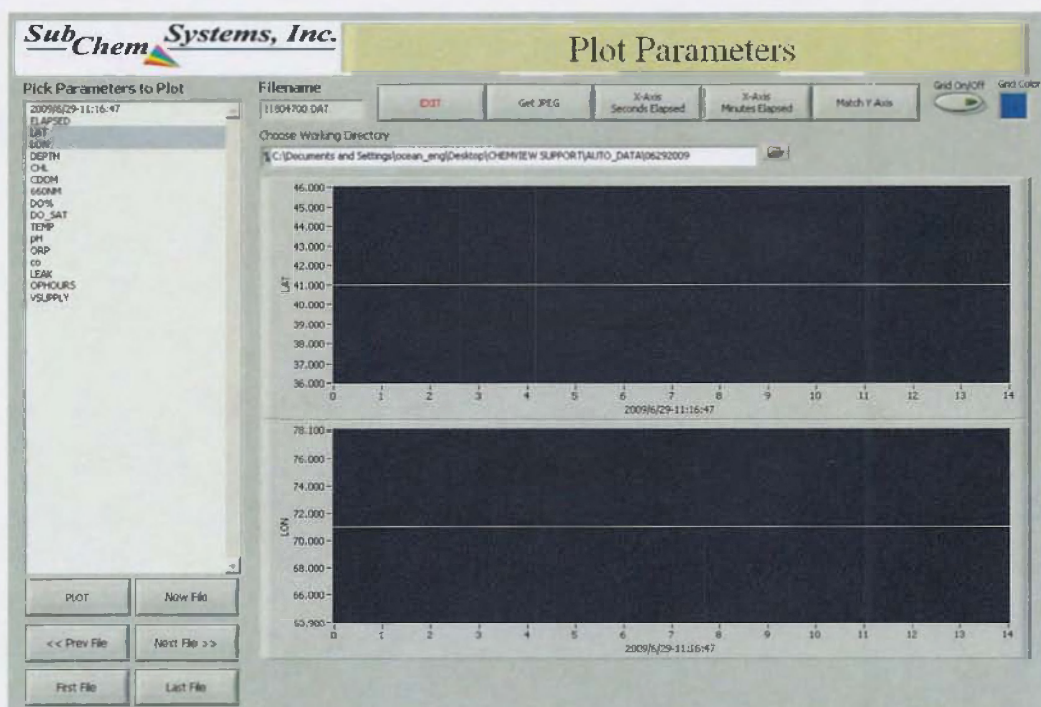 SubChem Systems, Inc.
Plot Parameters
Pick Parameters to Plot
2009/6/29-11:16:47
ELAPSED
LAT
LON
DEPTH
CHL
CDOM
660NM
DO%
DO_SAT
TEMP
pH
ORP
co
LEAK
OPHOURS
VSUPPLY
PLOT
New File
<< Prev File
Next File >>
First File
Last File
Filename
11804700.DAT
EXIT
Get JPEG
X-Axis
Seconds Elapsed
X-Axis
Minutes Elapsed
Match Y Axis
Grid On/Off
Grid Color
Choose Working Directory
C:\Documents and Settings\ocean_eng\Desktop\CHEMVIEW SUPPORT\AUTO_DATA\06292009
46.000
45.000
44.000
43.000
42.000
41.000
40.000
39.000
38.000
37.000
36.000
LAT
0 1 2 3 4 5 6 7 8 9 10 11 12 13 14
2009/6/29-11:16:47
78.100
76.000
74.000
72.000
70.000
68.000
66.000
63.900
LON
0 1 2 3 4 5 6 7 8 9 10 11 12 13 14
2009/6/29-11:16:47